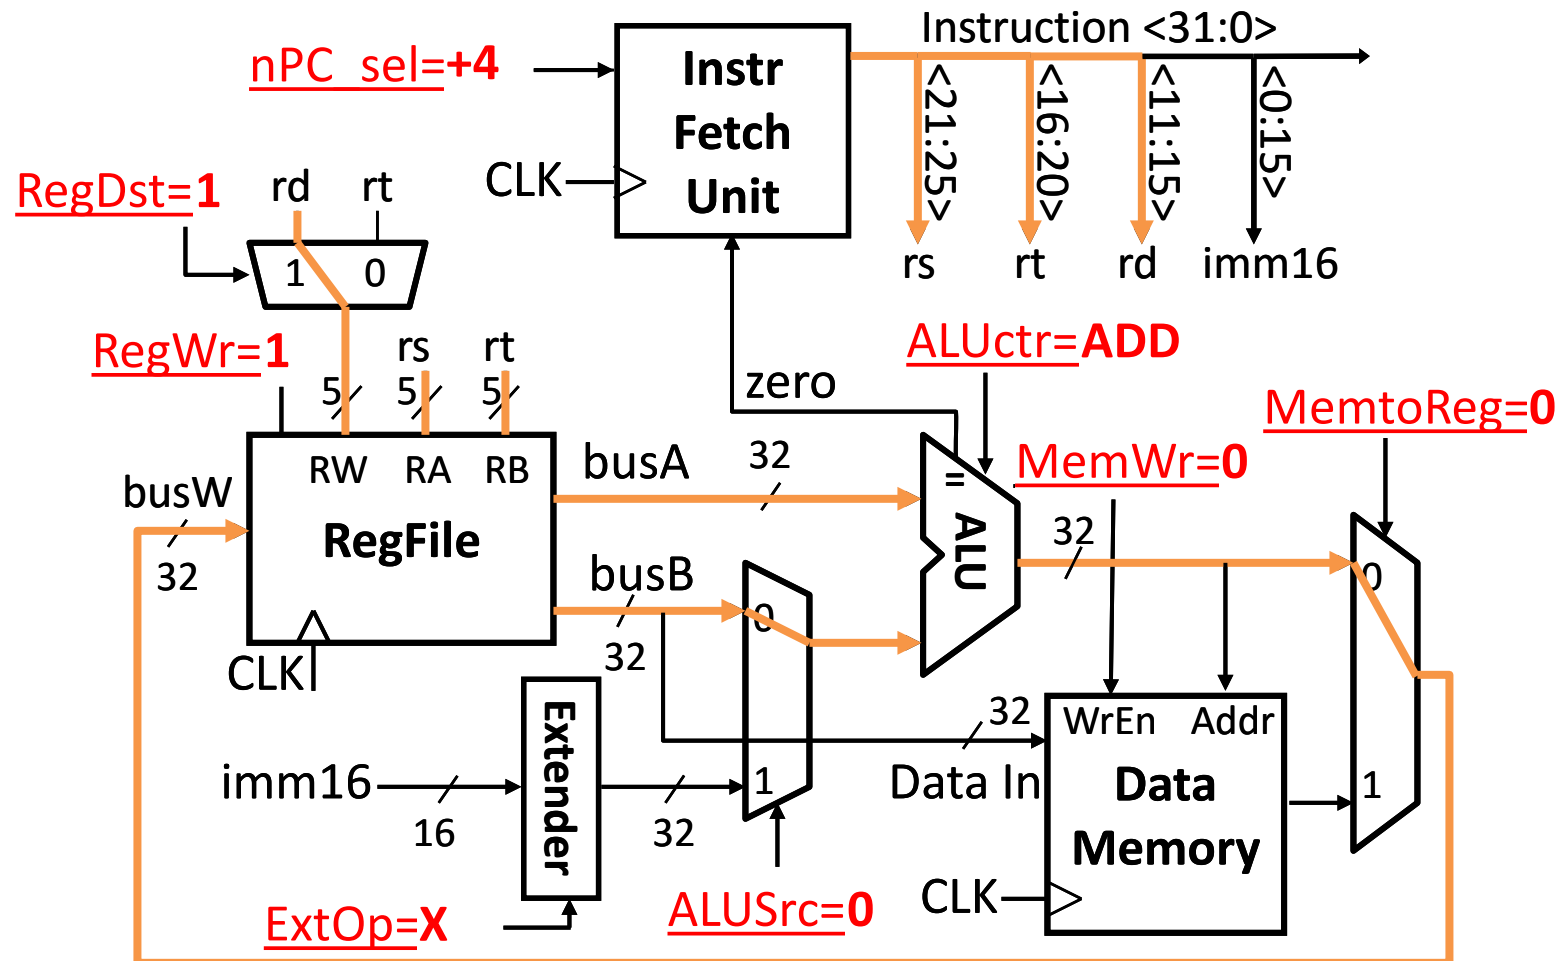 Instruction <31:0>
nPC_sel=+4
Instr
Fetch
Unit
CLK
<21:25>
<16:20>
<11:15>
<0:15>
rs
rt
rd
imm16
RegDst=1
rd
rt
1
0
RegWr=1
rs
rt
5
5
5
zero
ALUctr=ADD
MemtoReg=0
MemWr=0
busW
32
RW
RA
RB
RegFile
CLK
busA
32
busB
32
=
ALU
32
0
1
0
1
32
WrEn
Addr
Data In
Data
Memory
CLK
imm16
16
Extender
32
ExtOp=X
ALUSrc=0